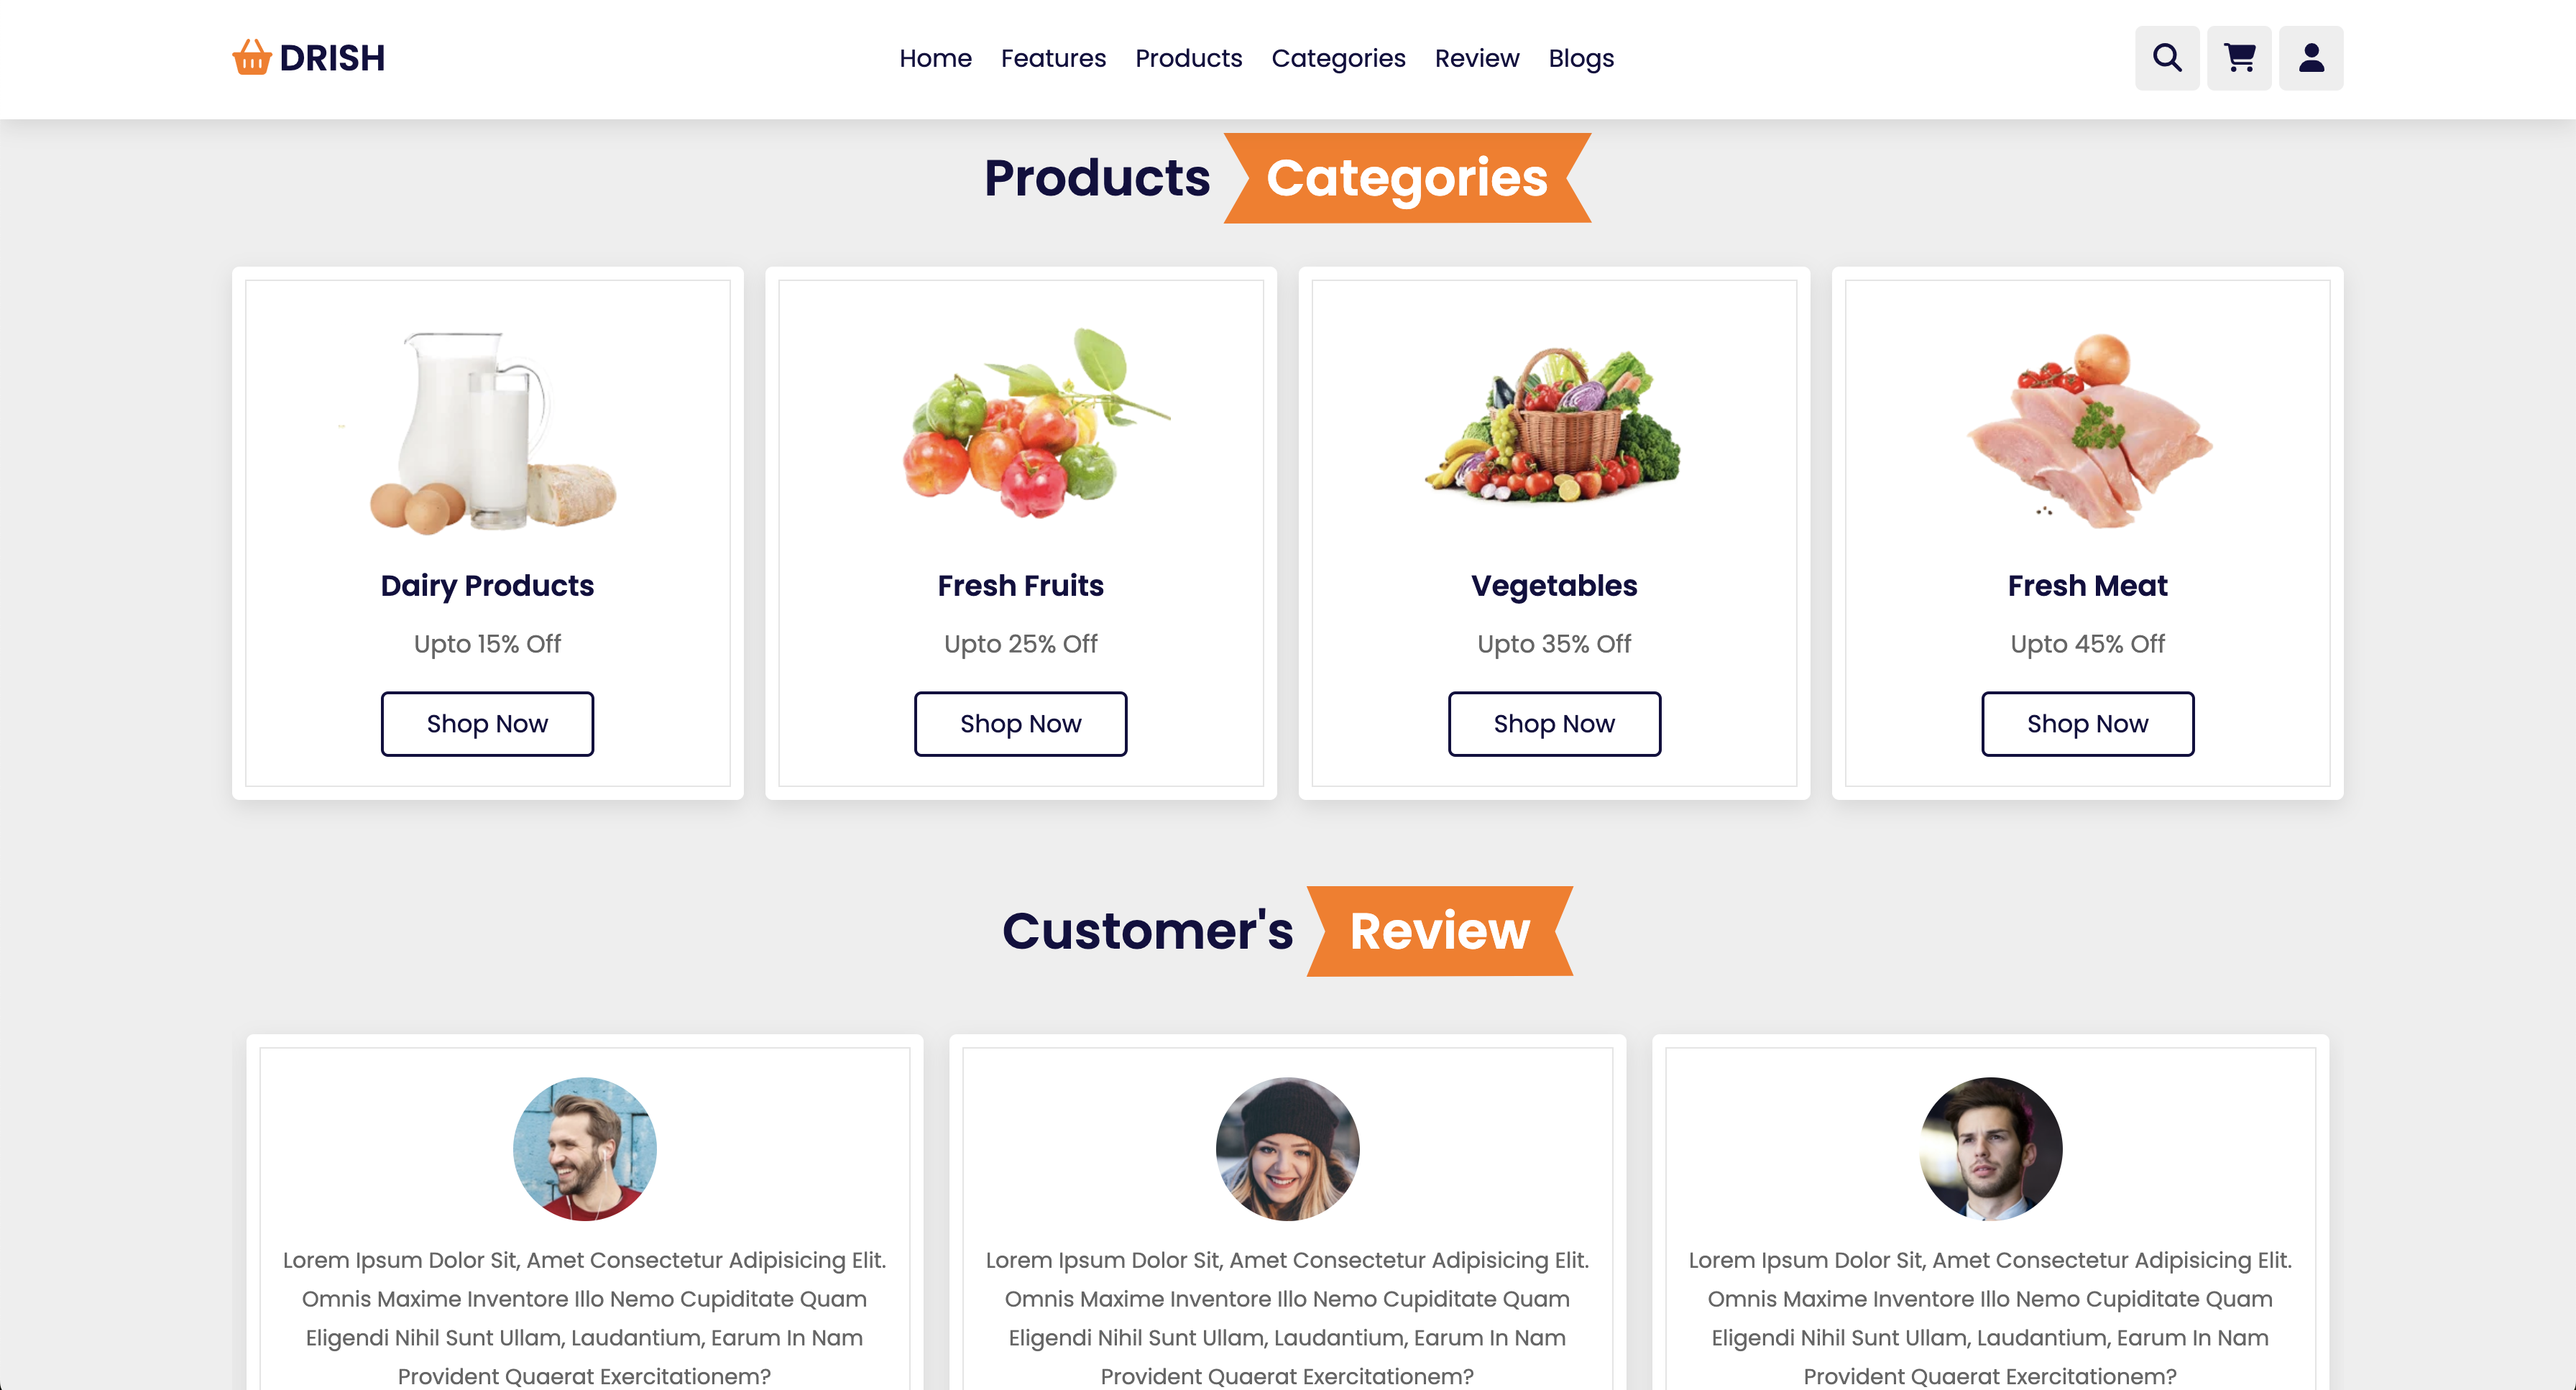 DRISH
Home Features Products Categories Review Blogs
Products Categories
Dairy Products
Upto 15% Off
Shop Now
Fresh Fruits
Upto 25% Off
Shop Now
Vegetables
Upto 35% Off
Shop Now
Fresh Meat
Upto 45% Off
Shop Now
Customer's Review
Lorem Ipsum Dolor Sit, Amet Consectetur Adipisicing Elit.
Omnis Maxime Inventore Illo Nemo Cupiditate Quam
Eligendi Nihil Sunt Ullam, Laudantium, Earum In Nam
Provident Quaerat Exercitationem?
Lorem Ipsum Dolor Sit, Amet Consectetur Adipisicing Elit.
Omnis Maxime Inventore Illo Nemo Cupiditate Quam
Eligendi Nihil Sunt Ullam, Laudantium, Earum In Nam
Provident Quaerat Exercitationem?
Lorem Ipsum Dolor Sit, Amet Consectetur Adipisicing Elit.
Omnis Maxime Inventore Illo Nemo Cupiditate Quam
Eligendi Nihil Sunt Ullam, Laudantium, Earum In Nam
Provident Quaerat Exercitationem?